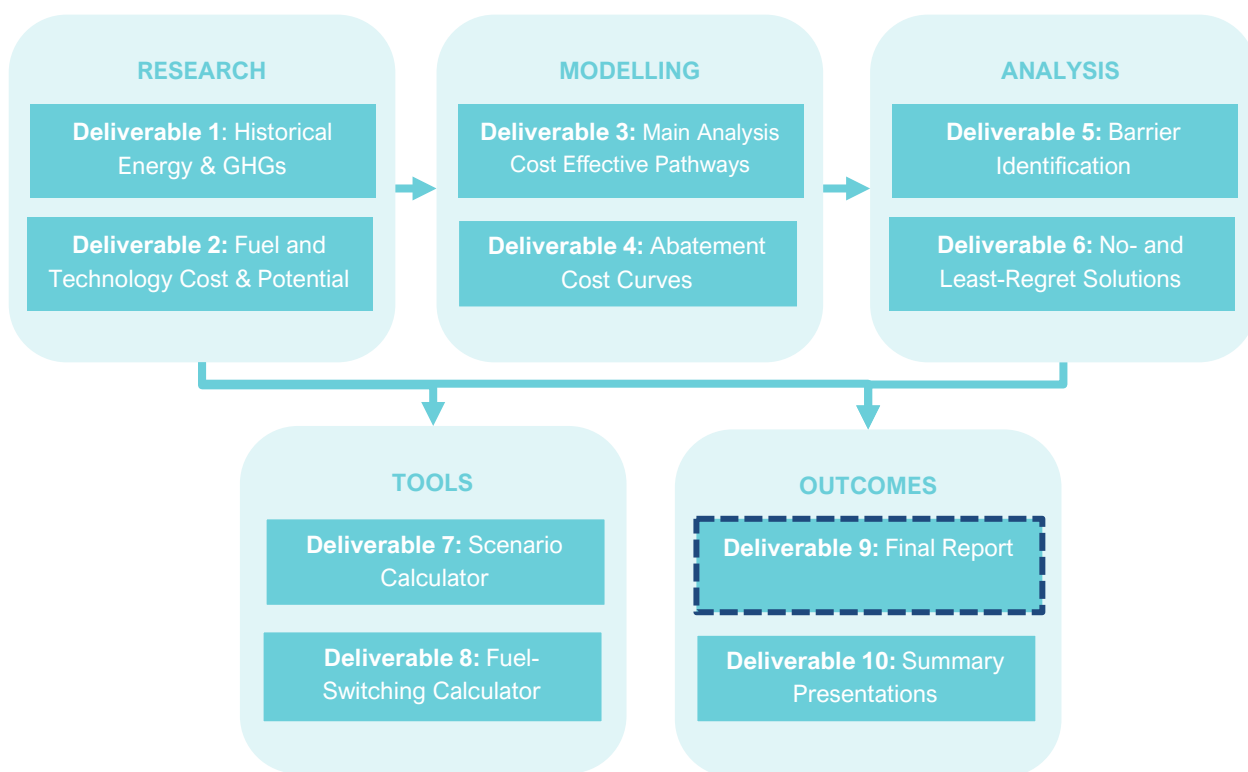 RESEARCH
Deliverable 1: Historical
Energy & GHGs
Deliverable 2: Fuel and
Technology Cost & Potential
MODELLING
Deliverable 3: Main Analysis
Cost Effective Pathways
Deliverable 4: Abatement
Cost Curves
ANALYSIS
Deliverable 5: Barrier
Identification
Deliverable 6: No- and
Least-Regret Solutions
TOOLS
Deliverable 7: Scenario
Calculator
Deliverable 8: Fuel-
Switching Calculator
OUTCOMES
Deliverable 9: Final Report
Deliverable 10: Summary
Presentations